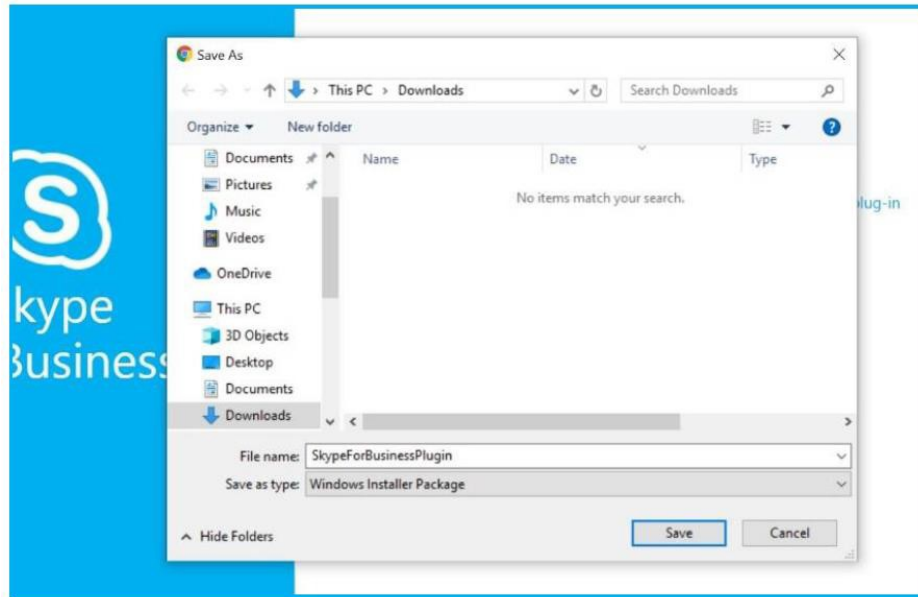 Save As
This PC > Downloads
Search Downloads
Organize
New folder
Documents
Pictures
Music
Videos
OneDrive
This PC
3D Objects
Desktop
Documents
Downloads
Name Date Type
No items match your search.
S
kype
Business
lug-in
File name: SkypeForBusinessPlugin
Save as type: Windows Installer Package
Hide Folders
Save
Cancel